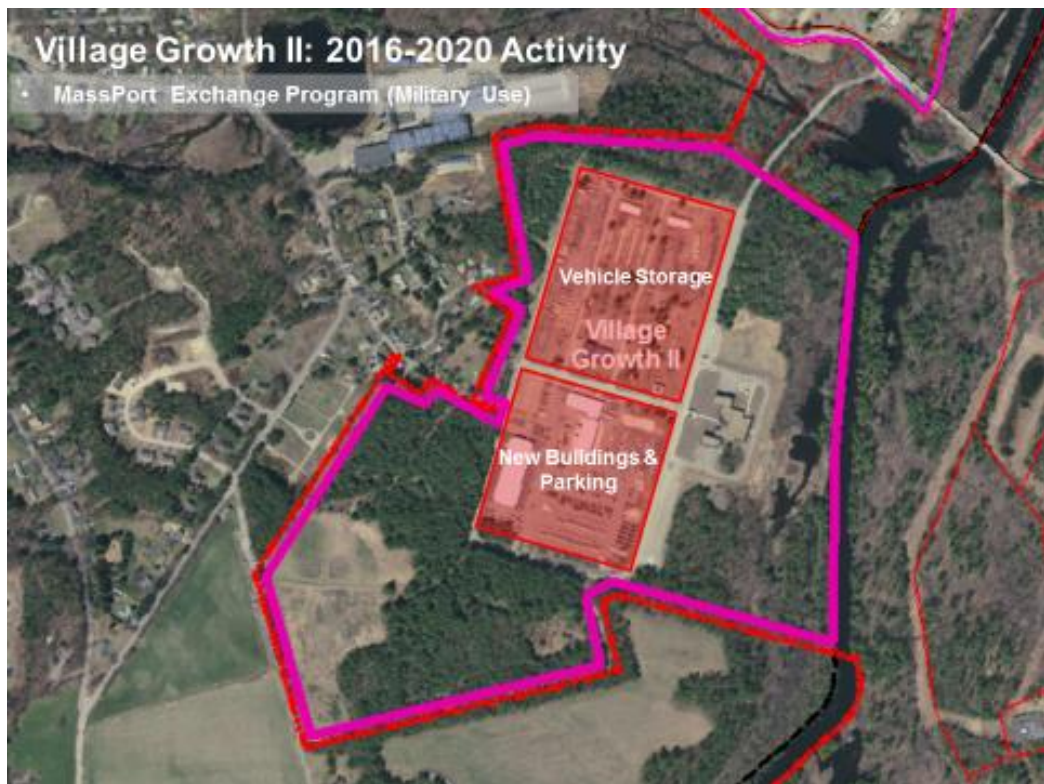 Village Growth II: 2016-2020 Activity
• MassPort Exchange Program (Military Use)
Vehicle Storage
Village
Growth II
New Buildings &
Parking